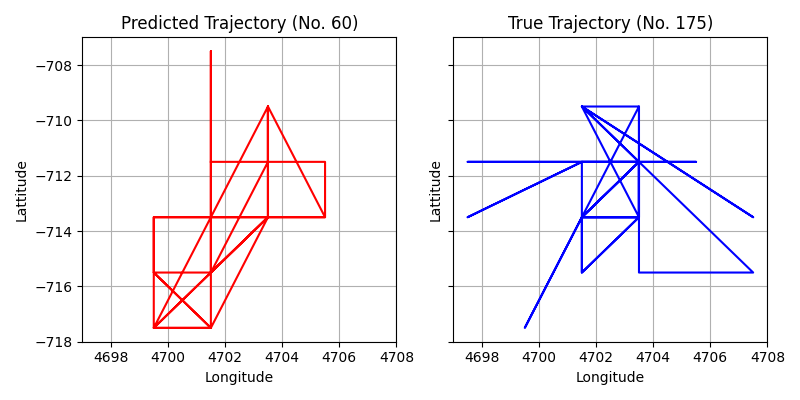 Predicted Trajectory (No. 60)
−708
−710
−712
−714
−716
−718
Lattitude
4698 4700 4702 4704 4706 4708
Longitude
True Trajectory (No. 175)
Lattitude
4698 4700 4702 4704 4706 4708
Longitude